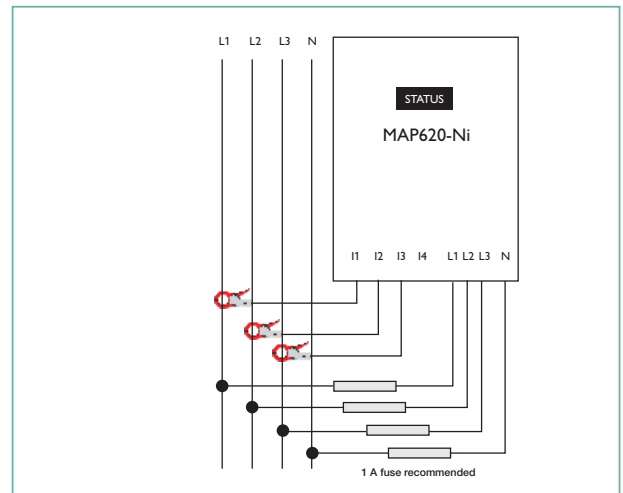 L1 L2 L3 N
STATUS
MAP620-Ni
I1 I2 I3 I4 L1 L2 L3 N
1 A fuse recommended